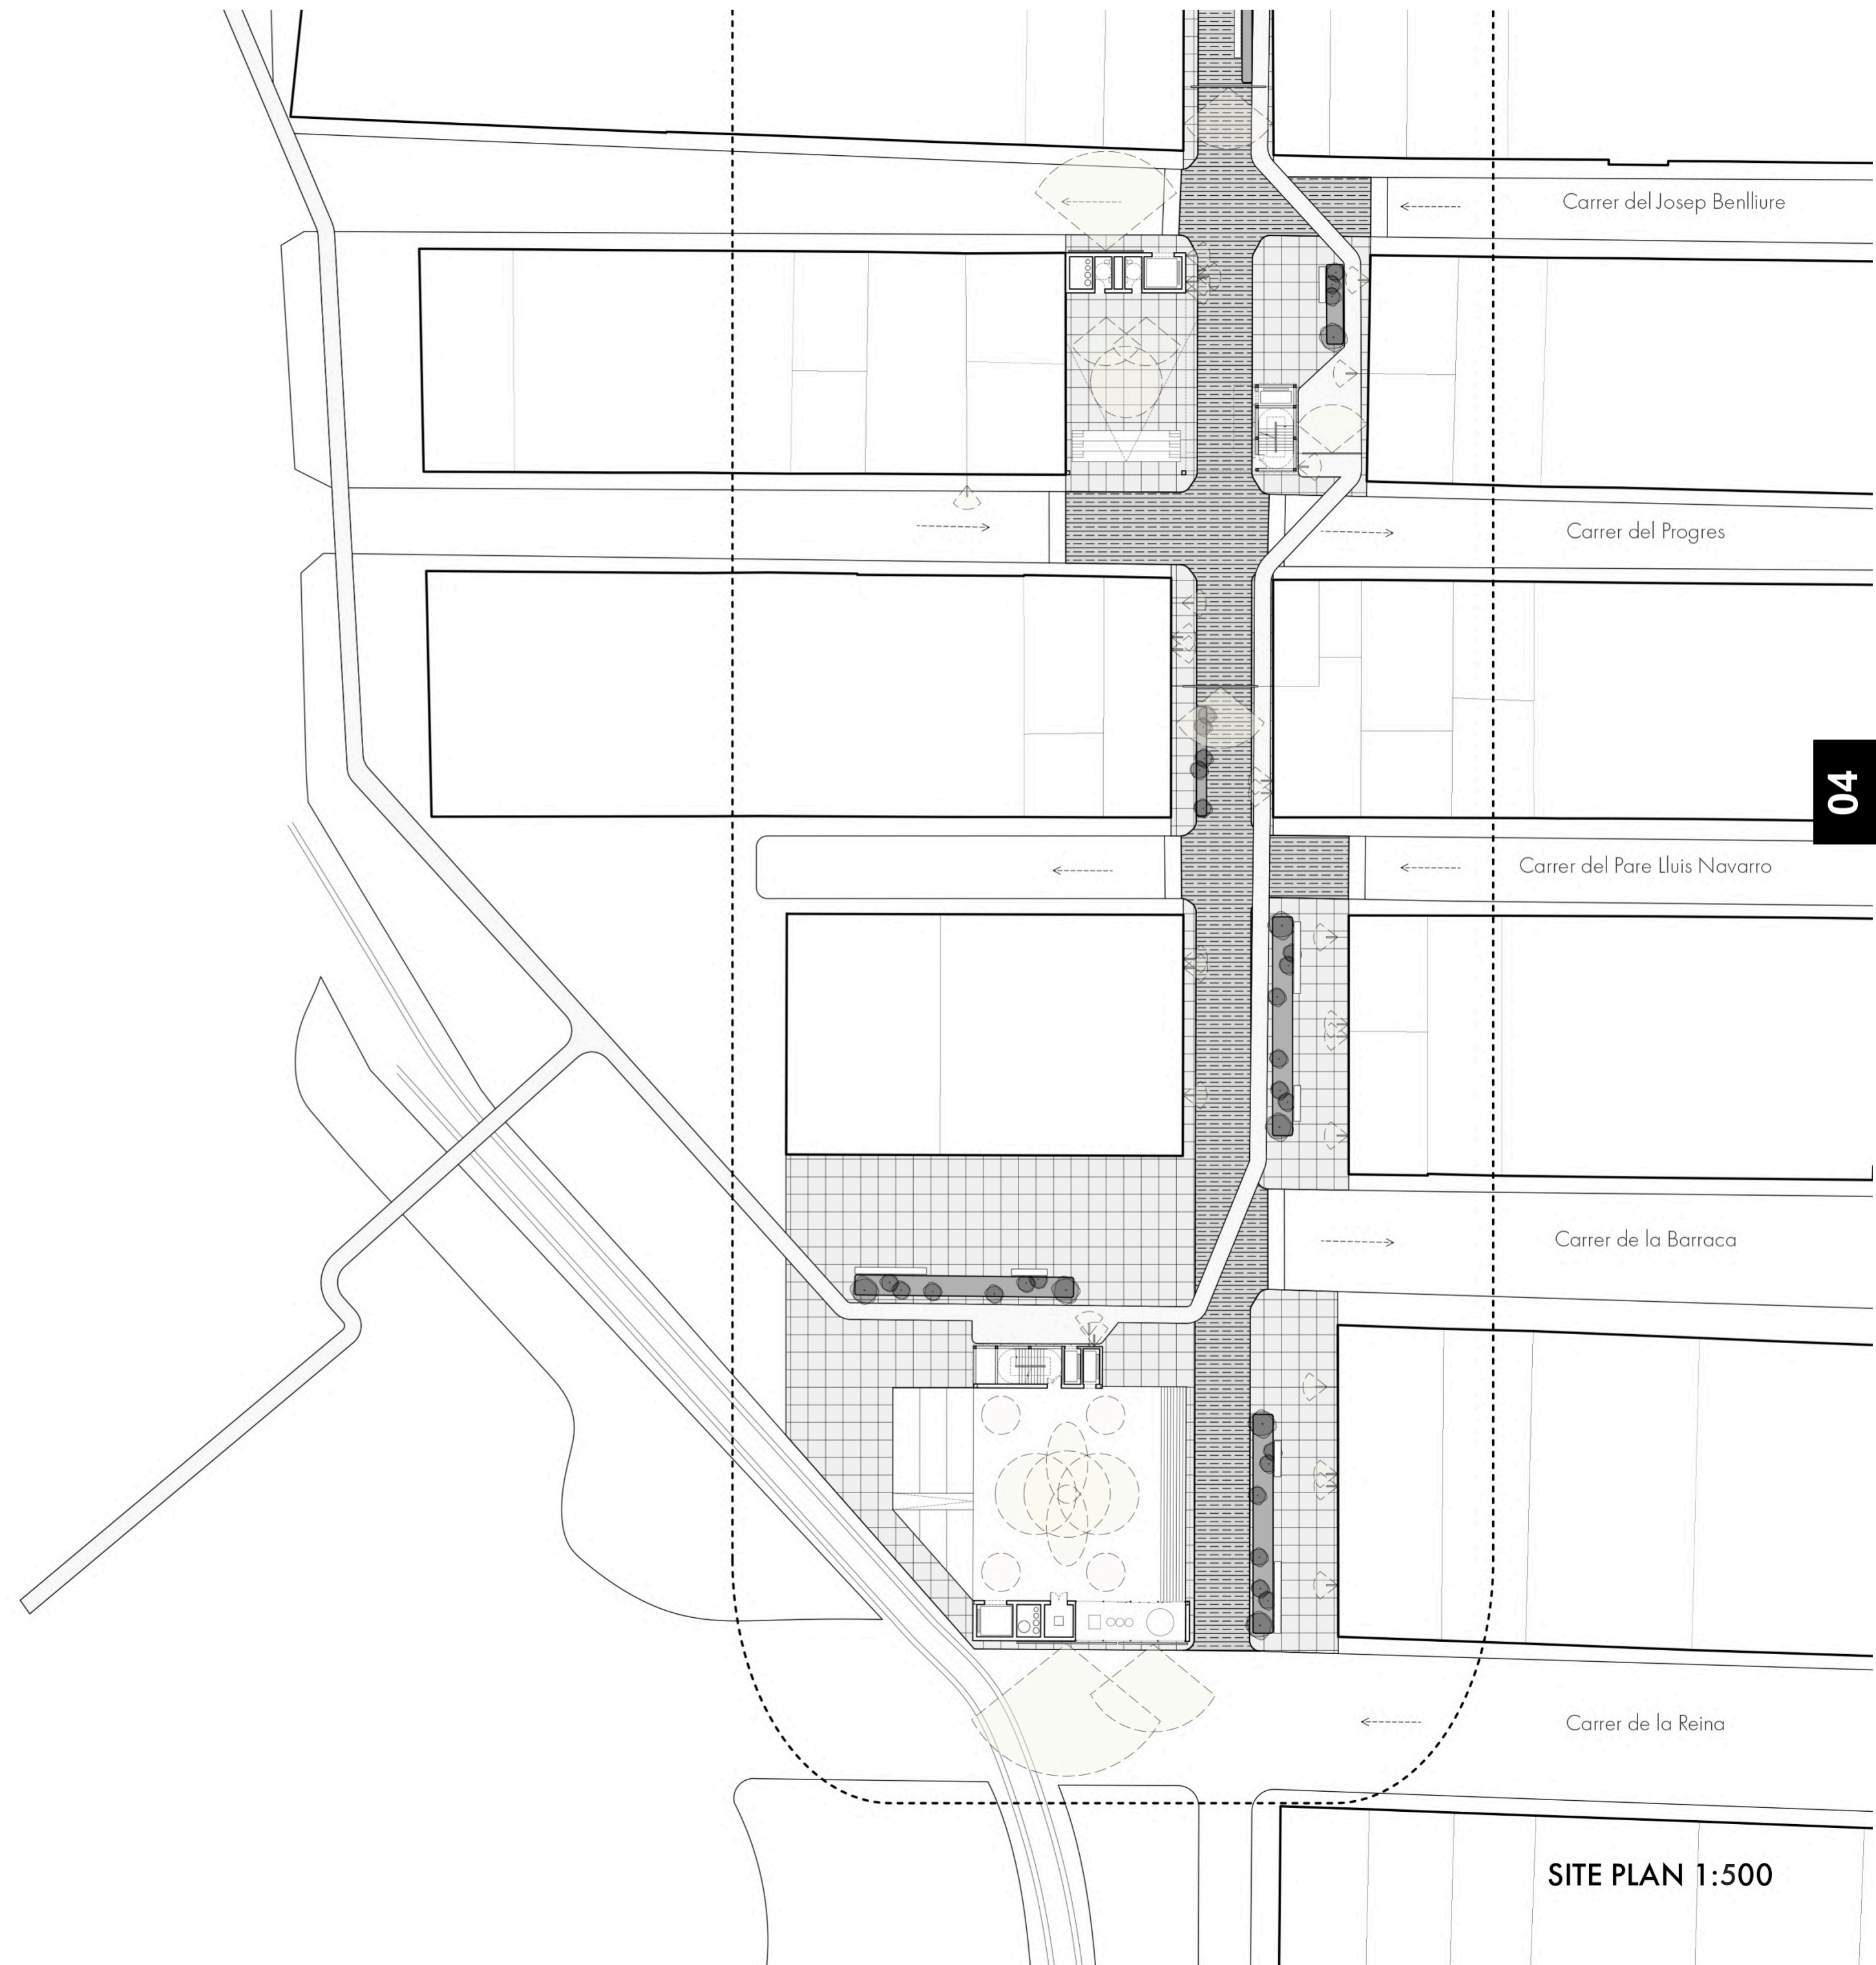 Carrer del Josep Benlliure
Carrer del Progres
04
Carrer del Pare Lluis Navarro
Carrer de la Barraca
Carrer de la Reina
SITE PLAN 1:500